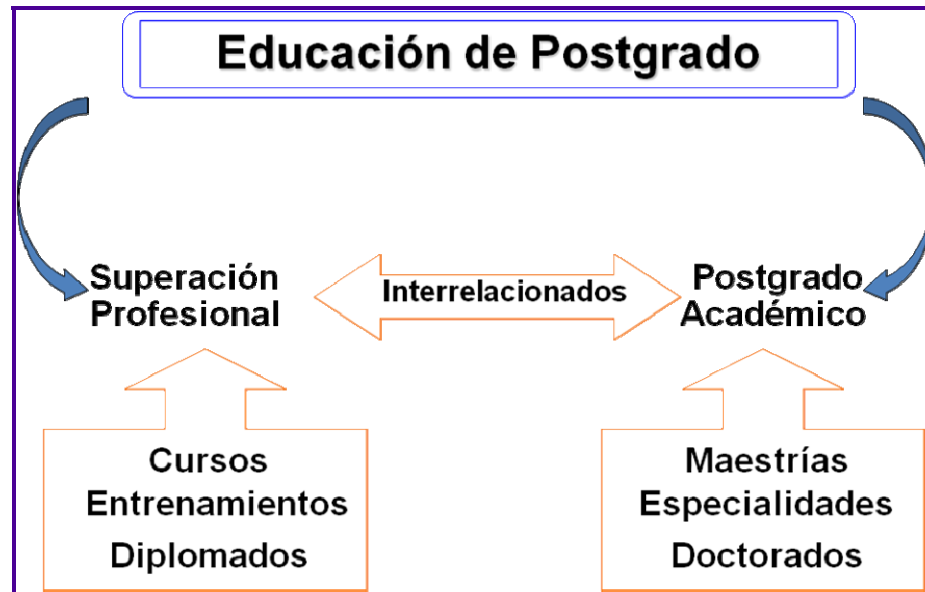 Educación de Postgrado
Superación
Profesional
Interrelacionados
Postgrado
Académico
Cursos
Entrenamientos
Diplomados
Maestrías
Especialidades
Doctorados